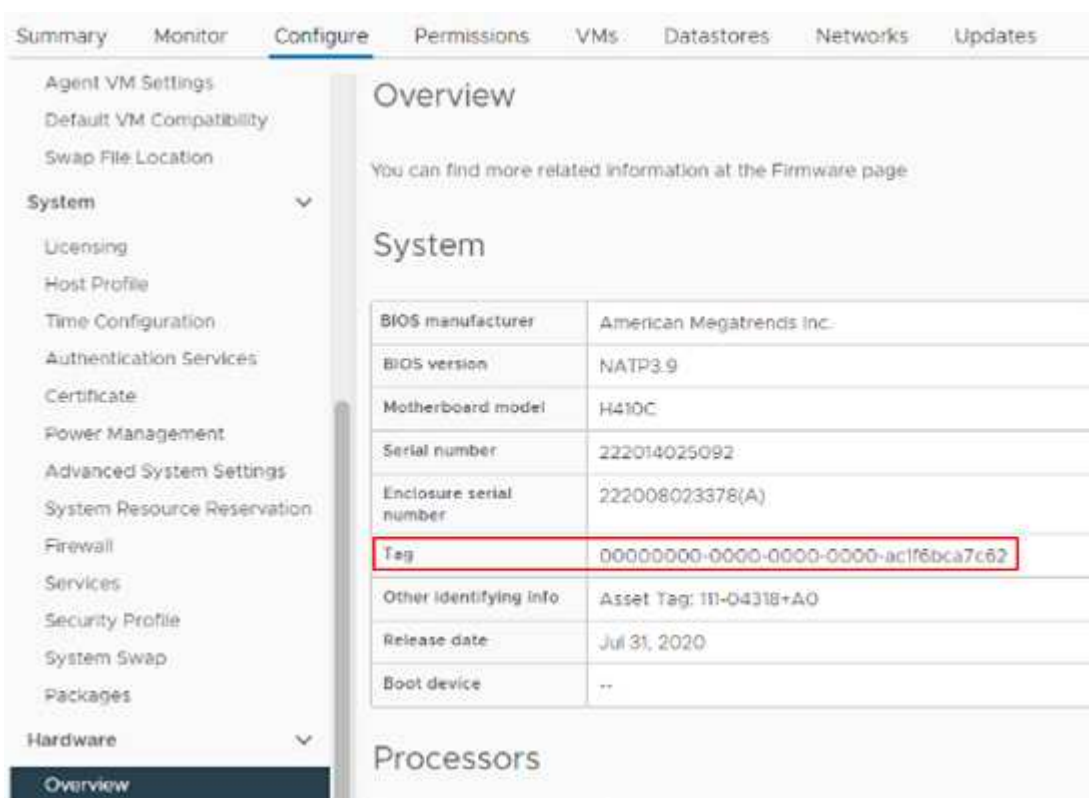 Summary Monitor Configure Permissions VMs Datastores Networks Updates
Agent VM Settings
Default VM Compatibility
Swap File Location
System
Licensing
Host Profile
Time Configuration
Authentication Services
Certificate
Power Management
Advanced System Settings
System Resource Reservation
Firewall
Services
Security Profile
System Swap
Packages
Hardware
Overview
Overview
You can find more related information at the Firmware page
System
BIOS manufacturer American Megatrends Inc.
BIOS version NATP3.9
Motherboard model H410C
Serial number 222014025092
Enclosure serial
number 222008023378(A)
Tag 00000000-0000-0000-0000-ac1f6bca7c62
Other identifying info Asset Tag: 111-04318+A0
Release date Jul 31, 2020
Boot device --
Processors